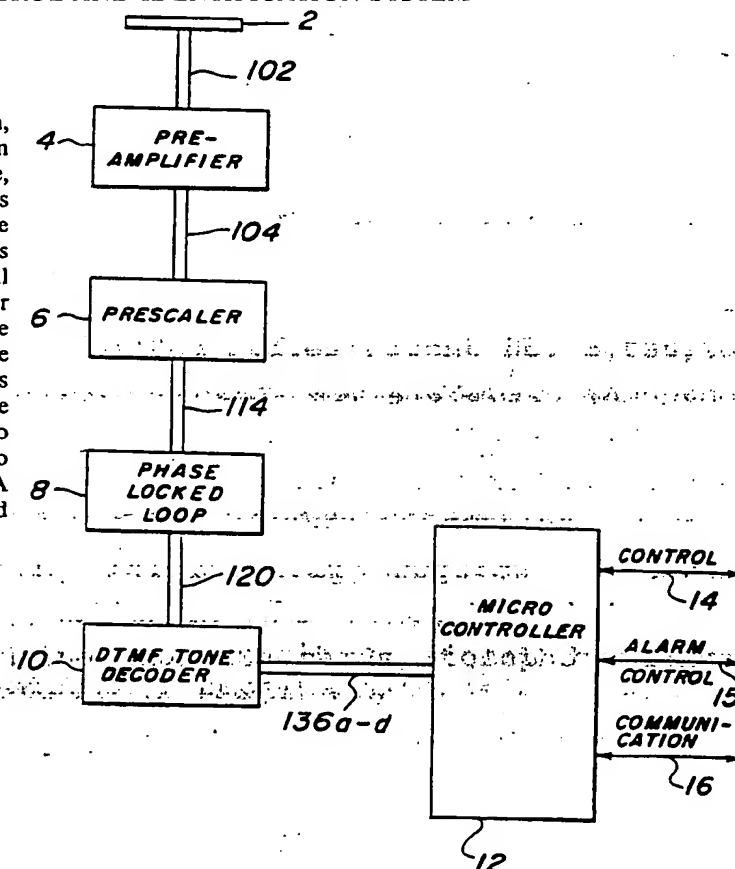 2
102
4
PRE-
AMPLIFIER
104
6
PRESCALER
114
8
PHASE
LOCKED
LOOP
120
10
DTMF TONE
DECODER
136a-d
MICRO
CONTROLLER
12
CONTROL
14
ALARM
CONTROL
15
COMMUNI-
CATION
16